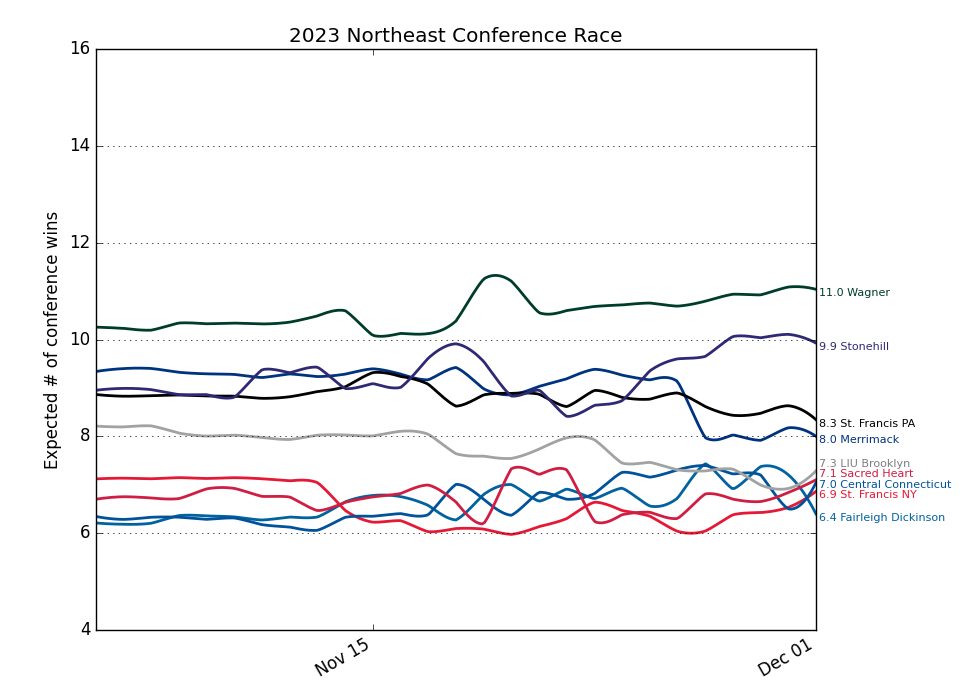 2023 Northeast Conference Race
Expected # of conference wins
16
14
12
10
8
6
4
Nov 15
Dec 01
11.0 Wagner
9.9 Stonehill
8.3 St. Francis PA
8.0 Merrimack
7.3 LIU Brooklyn
7.1 Sacred Heart
7.0 Central Connecticut
6.9 St. Francis NY
6.4 Fairleigh Dickinson